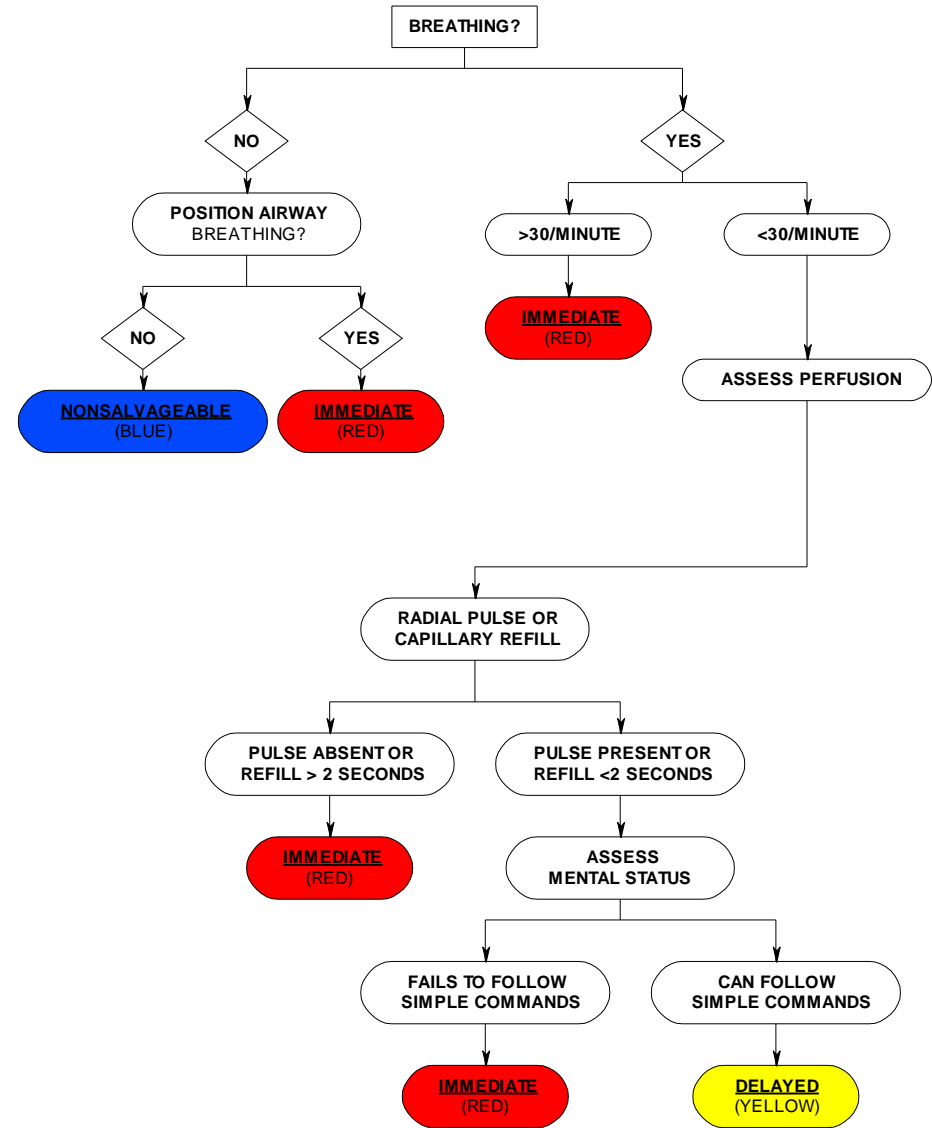 BREATHING?
NO
YES
POSITION AIRWAY
BREATHING?
>30/MINUTE
<30/MINUTE
NO
YES
IMMEDIATE
(RED)
ASSESS PERFUSION
NONSALVAGEABLE
(BLUE)
IMMEDIATE
(RED)
RADIAL PULSE OR
CAPILLARY REFILL
PULSE ABSENT OR
REFILL > 2 SECONDS
PULSE PRESENT OR
REFILL <2 SECONDS
IMMEDIATE
(RED)
ASSESS
MENTAL STATUS
FAILS TO FOLLOW
SIMPLE COMMANDS
CAN FOLLOW
SIMPLE COMMANDS
IMMEDIATE
(RED)
DELAYED
(YELLOW)